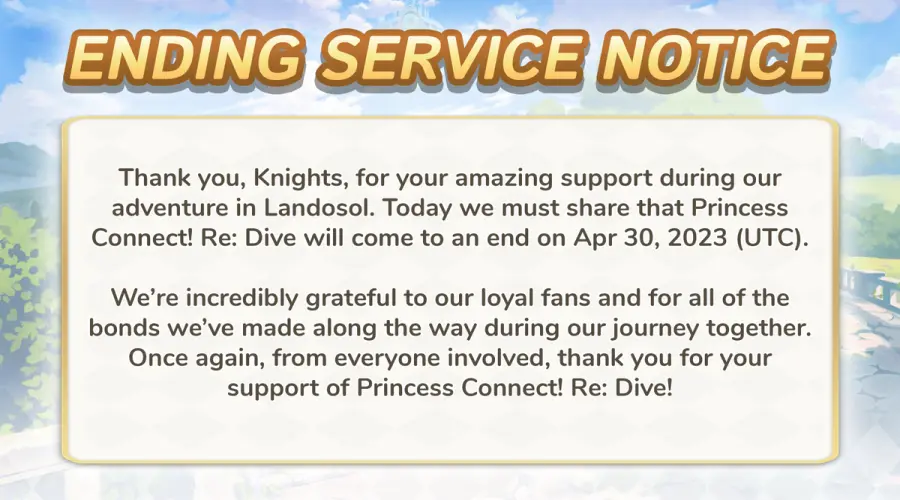 ENDING SERVICE NOTICE
Thank you, Knights, for your amazing support during our
adventure in Landosol. Today we must share that Princess
Connect! Re: Dive will come to an end on Apr 30, 2023 (UTC).
We’re incredibly grateful to our loyal fans and for all of the
bonds we’ve made along the way during our journey together.
Once again, from everyone involved, thank you for your
support of Princess Connect! Re: Dive!